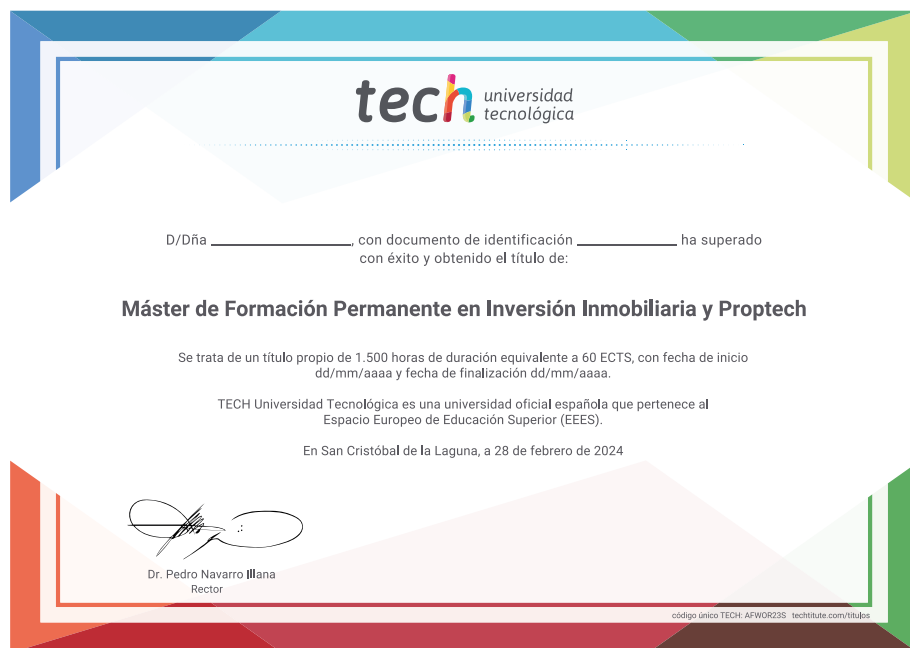 tech universidad
tecnológica
D/Dña ____________, con documento de identificación ____________ ha superado
con éxito y obtenido el título de:
Máster de Formación Permanente en Inversión Inmobiliaria y Proptech
Se trata de un título propio de 1.500 horas de duración equivalente a 60 ECTS, con fecha de inicio
dd/mm/aaaa y fecha de finalización dd/mm/aaaa.
TECH Universidad Tecnológica es una universidad oficial española que pertenece al
Espacio Europeo de Educación Superior (EEES).
En San Cristóbal de la Laguna, a 28 de febrero de 2024
Dr. Pedro Navarro Illana
Rector
código único TECH: AFWOR23S techtitute.com/titulos